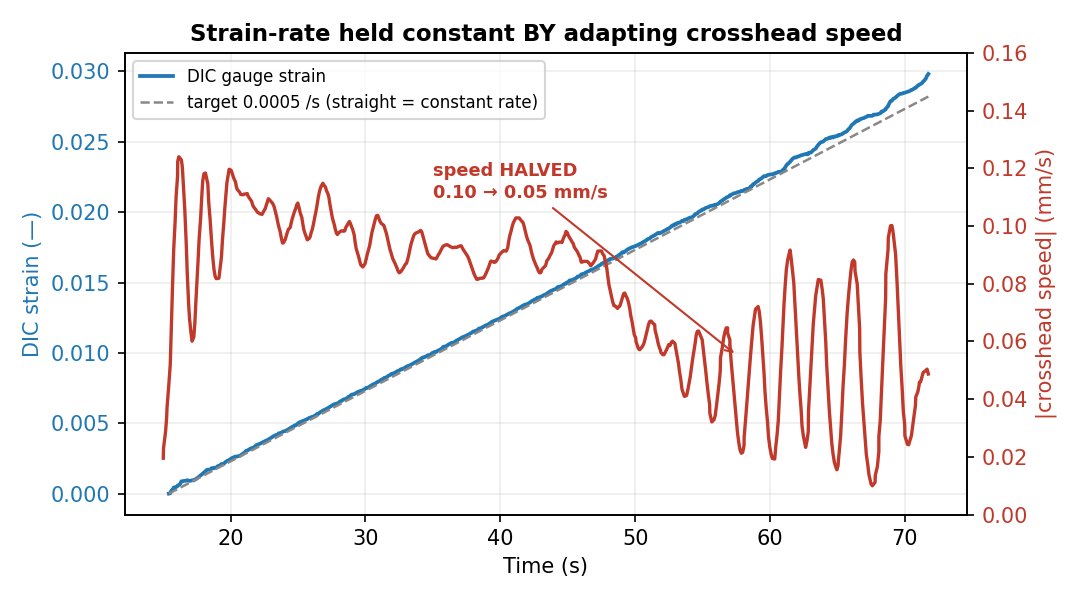 Strain-rate held constant BY adapting crosshead speed
DIC gauge strain
target 0.0005 /s (straight = constant rate)
speed HALVED
0.10 → 0.05 mm/s
DIC strain (—)
0.030
0.025
0.020
0.015
0.010
0.005
0.000
|crosshead speed| (mm/s)
0.16
0.14
0.12
0.10
0.08
0.06
0.04
0.02
0.00
20 30 40 50 60 70
Time (s)